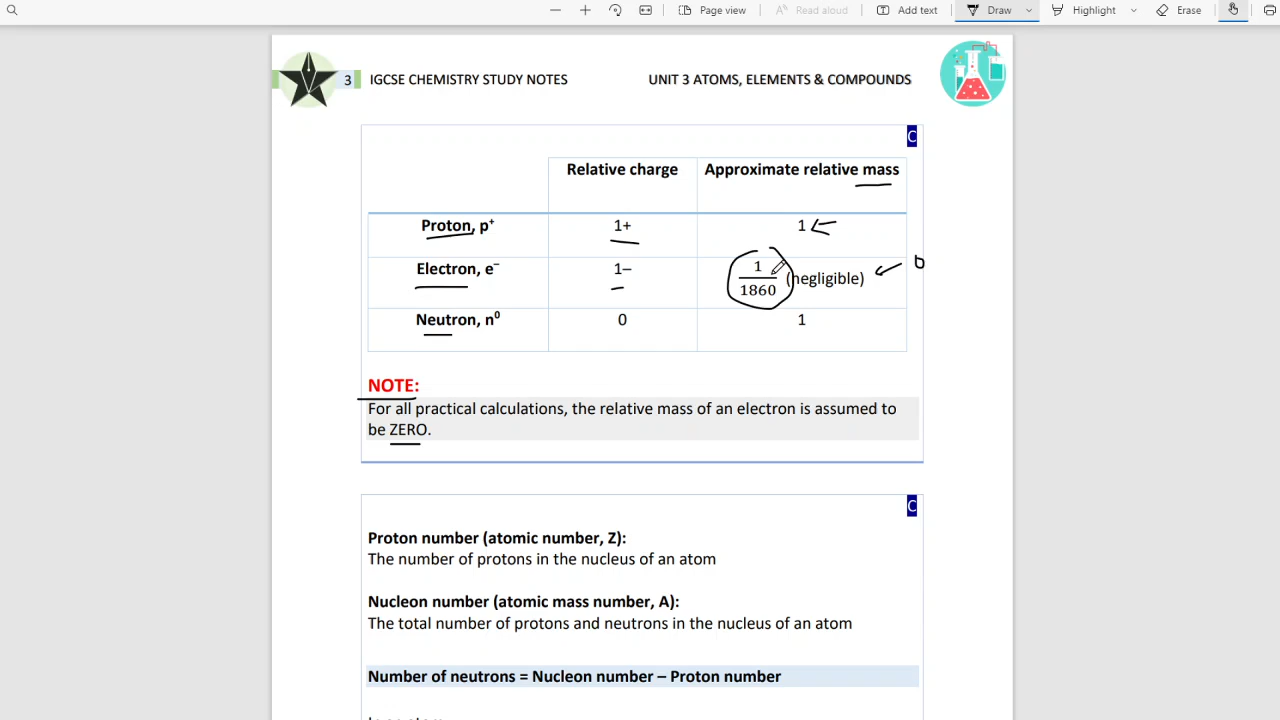 Page view
Read aloud
Add text
Draw
Highlight
Erase
3 IGCSE CHEMISTRY STUDY NOTES UNIT 3 ATOMS, ELEMENTS & COMPOUNDS
C
Relative charge Approximate relative mass
Proton, p⁺ 1+ 1
Electron, e⁻ 1– 1/1860 (negligible) 0
Neutron, n⁰ 0 1
NOTE:
For all practical calculations, the relative mass of an electron is assumed to
be ZERO.
C
Proton number (atomic number, Z):
The number of protons in the nucleus of an atom
Nucleon number (atomic mass number, A):
The total number of protons and neutrons in the nucleus of an atom
Number of neutrons = Nucleon number – Proton number